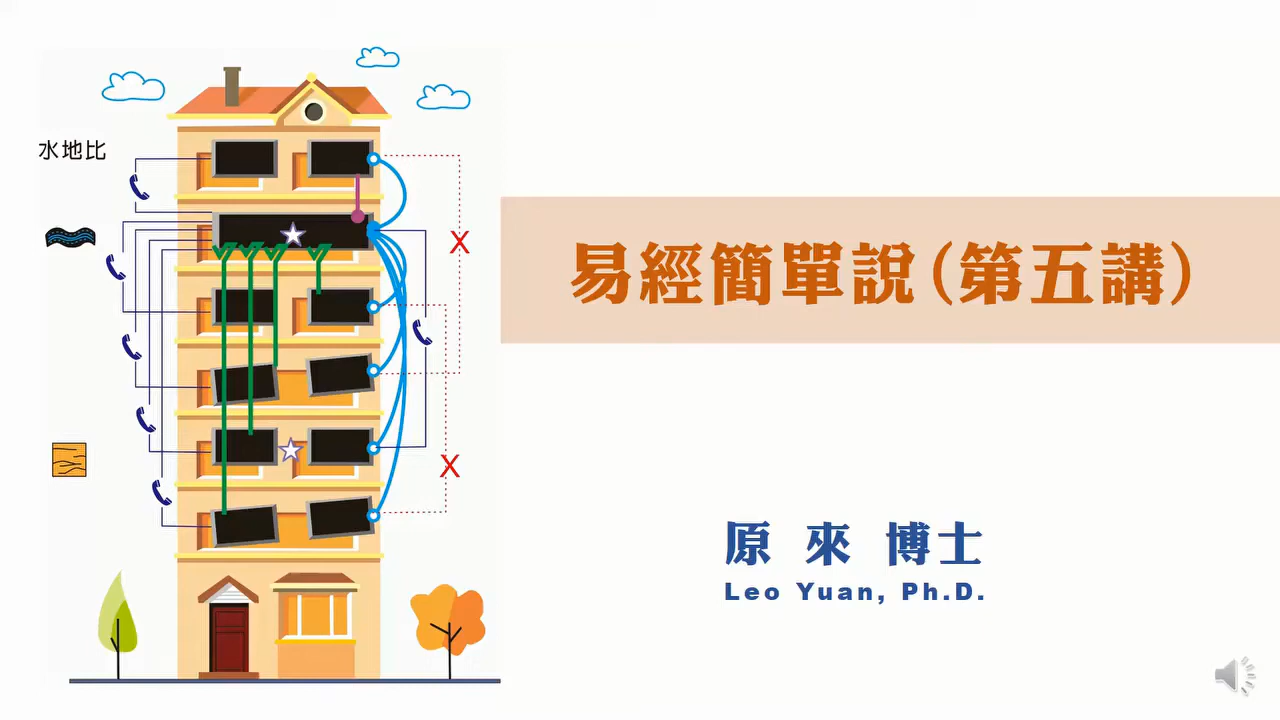 水地比
易經簡單說(第五講)
X
X
原 來 博士
Leo Yuan, Ph.D.